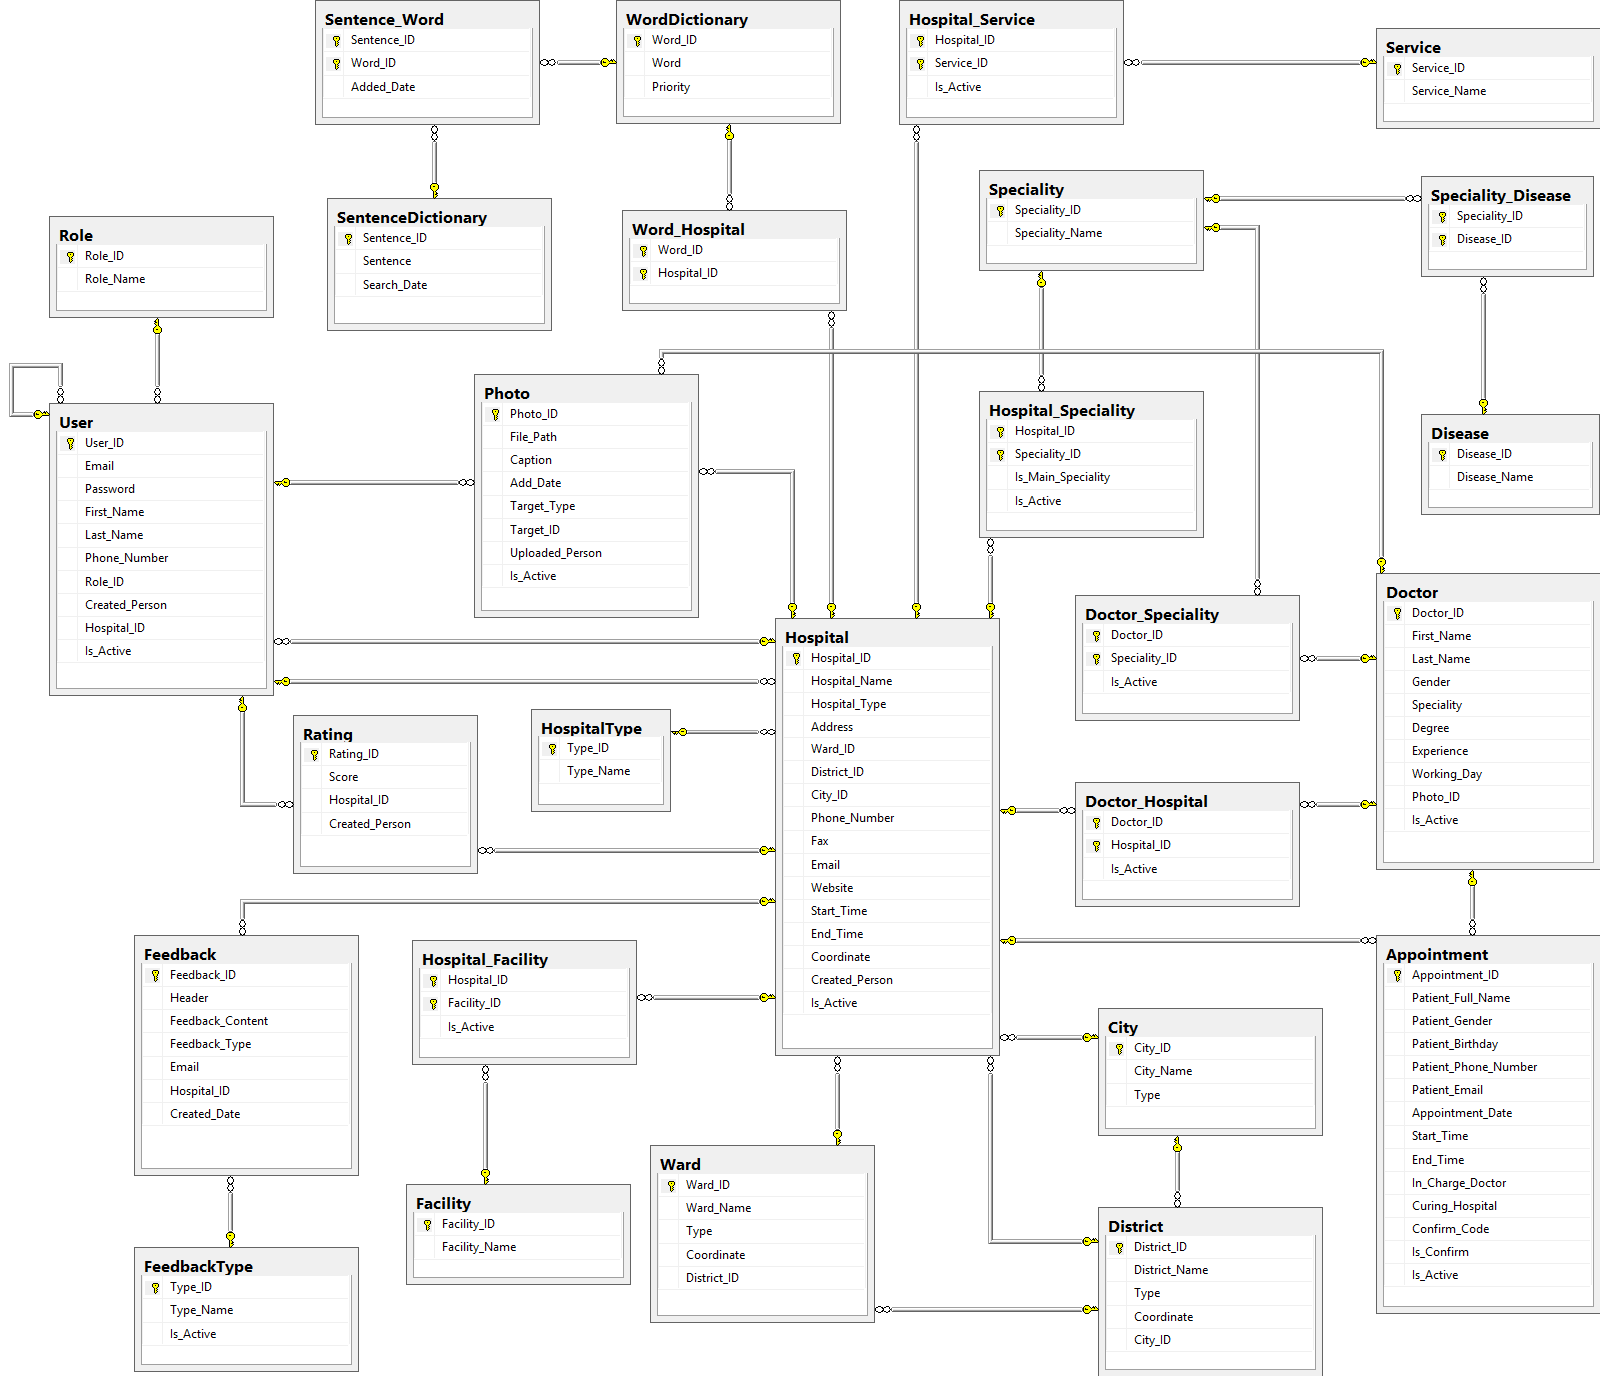 Sentence_Word
Sentence_ID
Word_ID
Added_Date
WordDictionary
Word_ID
Word
Priority
Hospital_Service
Hospital_ID
Service_ID
Is_Active
Service
Service_ID
Service_Name
Speciality
Speciality_ID
Speciality_Name
Speciality_Disease
Speciality_ID
Disease_ID
SentenceDictionary
Sentence_ID
Sentence
Search_Date
Word_Hospital
Word_ID
Hospital_ID
Role
Role_ID
Role_Name
User
User_ID
Email
Password
First_Name
Last_Name
Phone_Number
Role_ID
Created_Person
Hospital_ID
Is_Active
Photo
Photo_ID
File_Path
Caption
Add_Date
Target_Type
Target_ID
Uploaded_Person
Is_Active
Hospital_Speciality
Hospital_ID
Speciality_ID
Is_Main_Speciality
Is_Active
Disease
Disease_ID
Disease_Name
Doctor
Doctor_ID
First_Name
Last_Name
Gender
Speciality
Degree
Experience
Working_Day
Photo_ID
Is_Active
Doctor_Speciality
Doctor_ID
Speciality_ID
Is_Active
Hospital
Hospital_ID
Hospital_Name
Hospital_Type
Address
Ward_ID
District_ID
City_ID
Phone_Number
Fax
Email
Website
Start_Time
End_Time
Coordinate
Created_Person
Is_Active
HospitalType
Type_ID
Type_Name
Rating
Rating_ID
Score
Hospital_ID
Created_Person
Doctor_Hospital
Doctor_ID
Hospital_ID
Is_Active
Feedback
Feedback_ID
Header
Feedback_Content
Feedback_Type
Email
Hospital_ID
Created_Date
Hospital_Facility
Hospital_ID
Facility_ID
Is_Active
Appointment
Appointment_ID
Patient_Full_Name
Patient_Gender
Patient_Birthday
Patient_Phone_Number
Patient_Email
Appointment_Date
Start_Time
End_Time
In_Charge_Doctor
Curing_Hospital
Confirm_Code
Is_Confirm
Is_Active
City
City_ID
City_Name
Type
Ward
Ward_ID
Ward_Name
Type
Coordinate
District_ID
Facility
Facility_ID
Facility_Name
District
District_ID
District_Name
Type
Coordinate
City_ID
FeedbackType
Type_ID
Type_Name
Is_Active